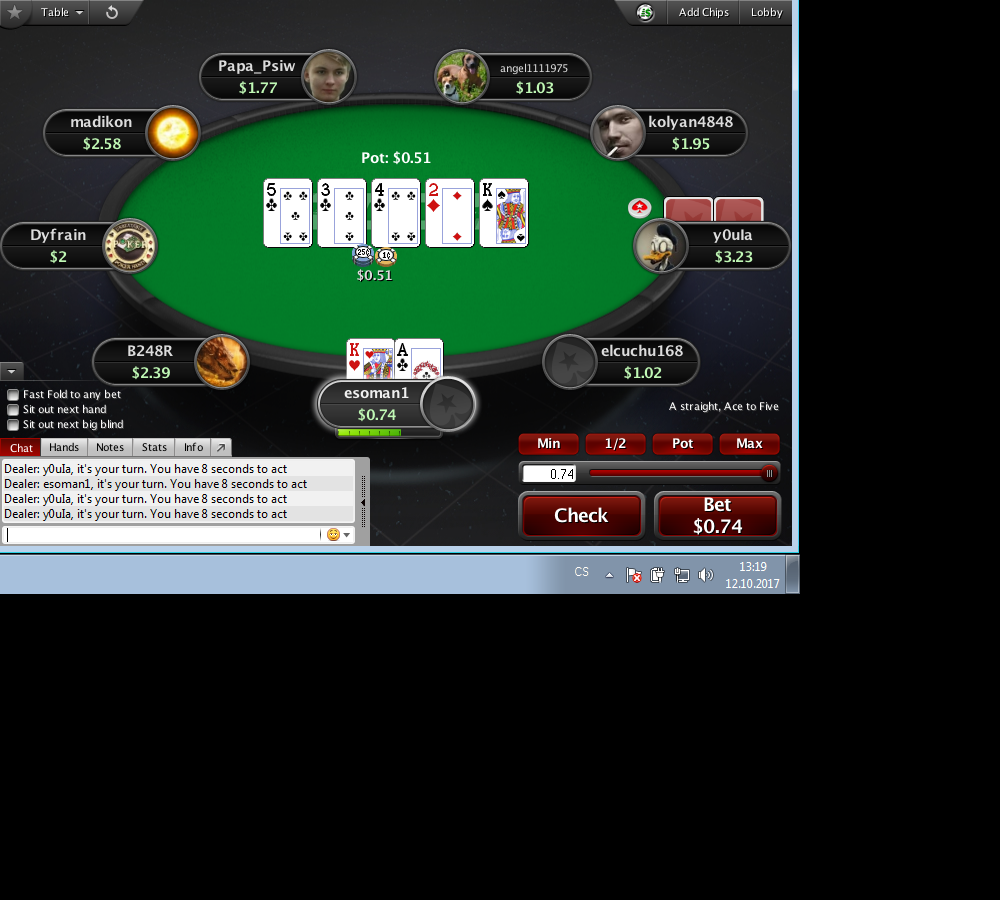 Table
Add Chips
Lobby
Papa_Psiw
$1.77
angel1111975
$1.03
madikon
$2.58
kolyan4848
$1.95
Pot: $0.51
5
3
4
2
K
Dyfrain
$2
y0ula
$3.23
25¢
1¢
$0.51
K
A
B248R
$2.39
elcuchu168
$1.02
esoman1
$0.74
Fast Fold to any bet
Sit out next hand
Sit out next big blind
A straight, Ace to Five
Chat
Hands
Notes
Stats
Info
Min
1/2
Pot
Max
Dealer: y0ula, it's your turn. You have 8 seconds to act
Dealer: esoman1, it's your turn. You have 8 seconds to act
Dealer: y0ula, it's your turn. You have 8 seconds to act
Dealer: y0ula, it's your turn. You have 8 seconds to act
0.74
Check
Bet
$0.74
CS
13:19
12.10.2017